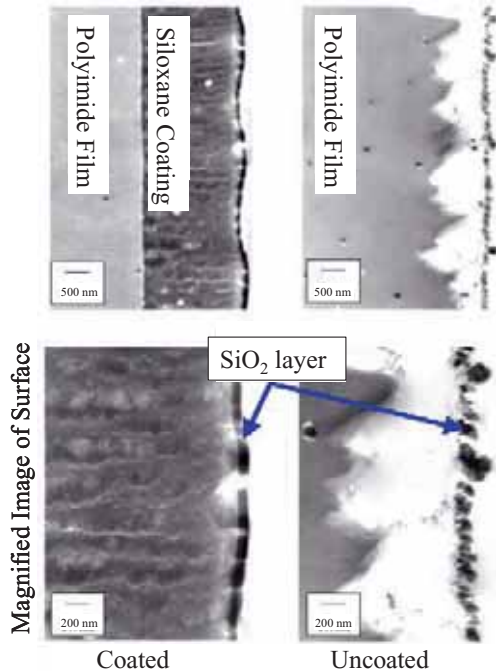 Polyimide Film
Siloxane Coating
Polyimide Film
500 nm
500 nm
Magnified Image of Surface
SiO₂ layer
200 nm
200 nm
Coated
Uncoated